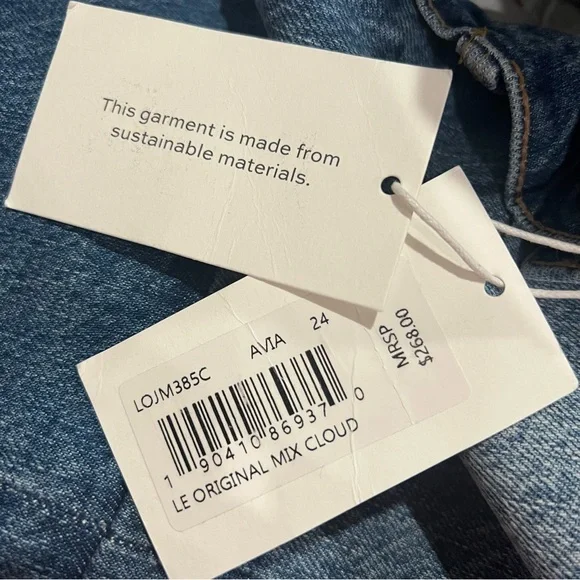 This garment is made from
sustainable materials.
LOJM385C AVIA 24
MRSP
$268.00
1 90410 86937 0
LE ORIGINAL MIX CLOUD